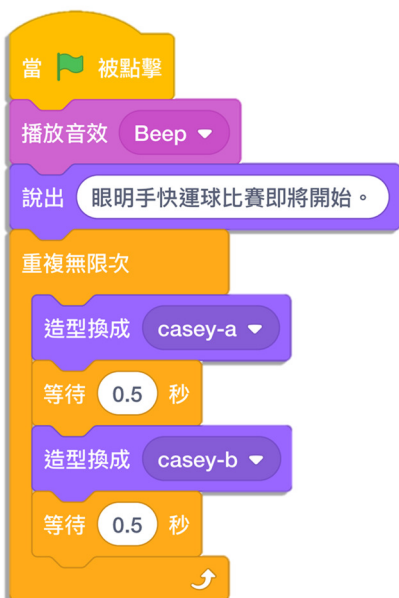 當 被點擊
播放音效 Beep
說出 眼明手快運球比賽即將開始。
重複無限次
造型換成 casey-a
等待 0.5 秒
造型換成 casey-b
等待 0.5 秒